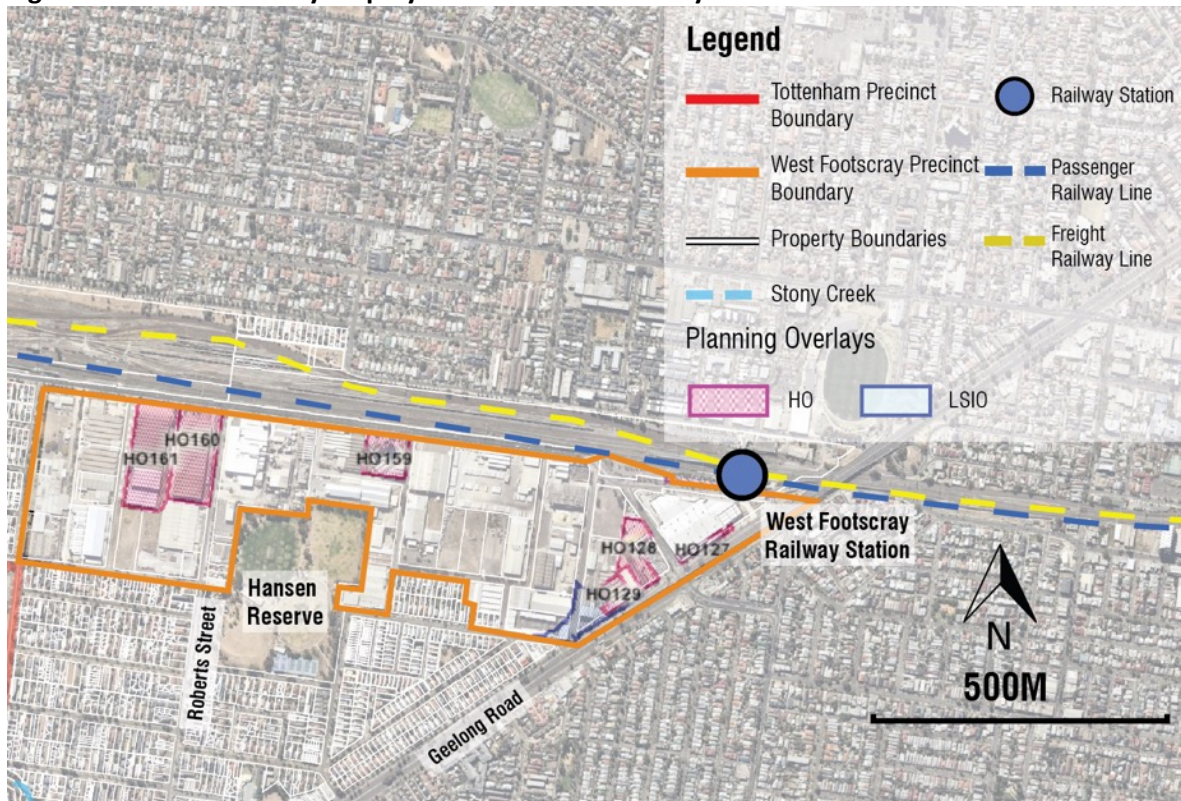 Legend
Tottenham Precinct
Boundary
Railway Station
West Footscray Precinct
Boundary
Passenger
Railway Line
Property Boundaries
Freight
Railway Line
Stony Creek
Planning Overlays
HO
LSIO
HO160
HO161
HO159
HO128
HO127
HO129
West Footscray
Railway Station
Hansen
Reserve
Roberts Street
Geelong Road
N
500M